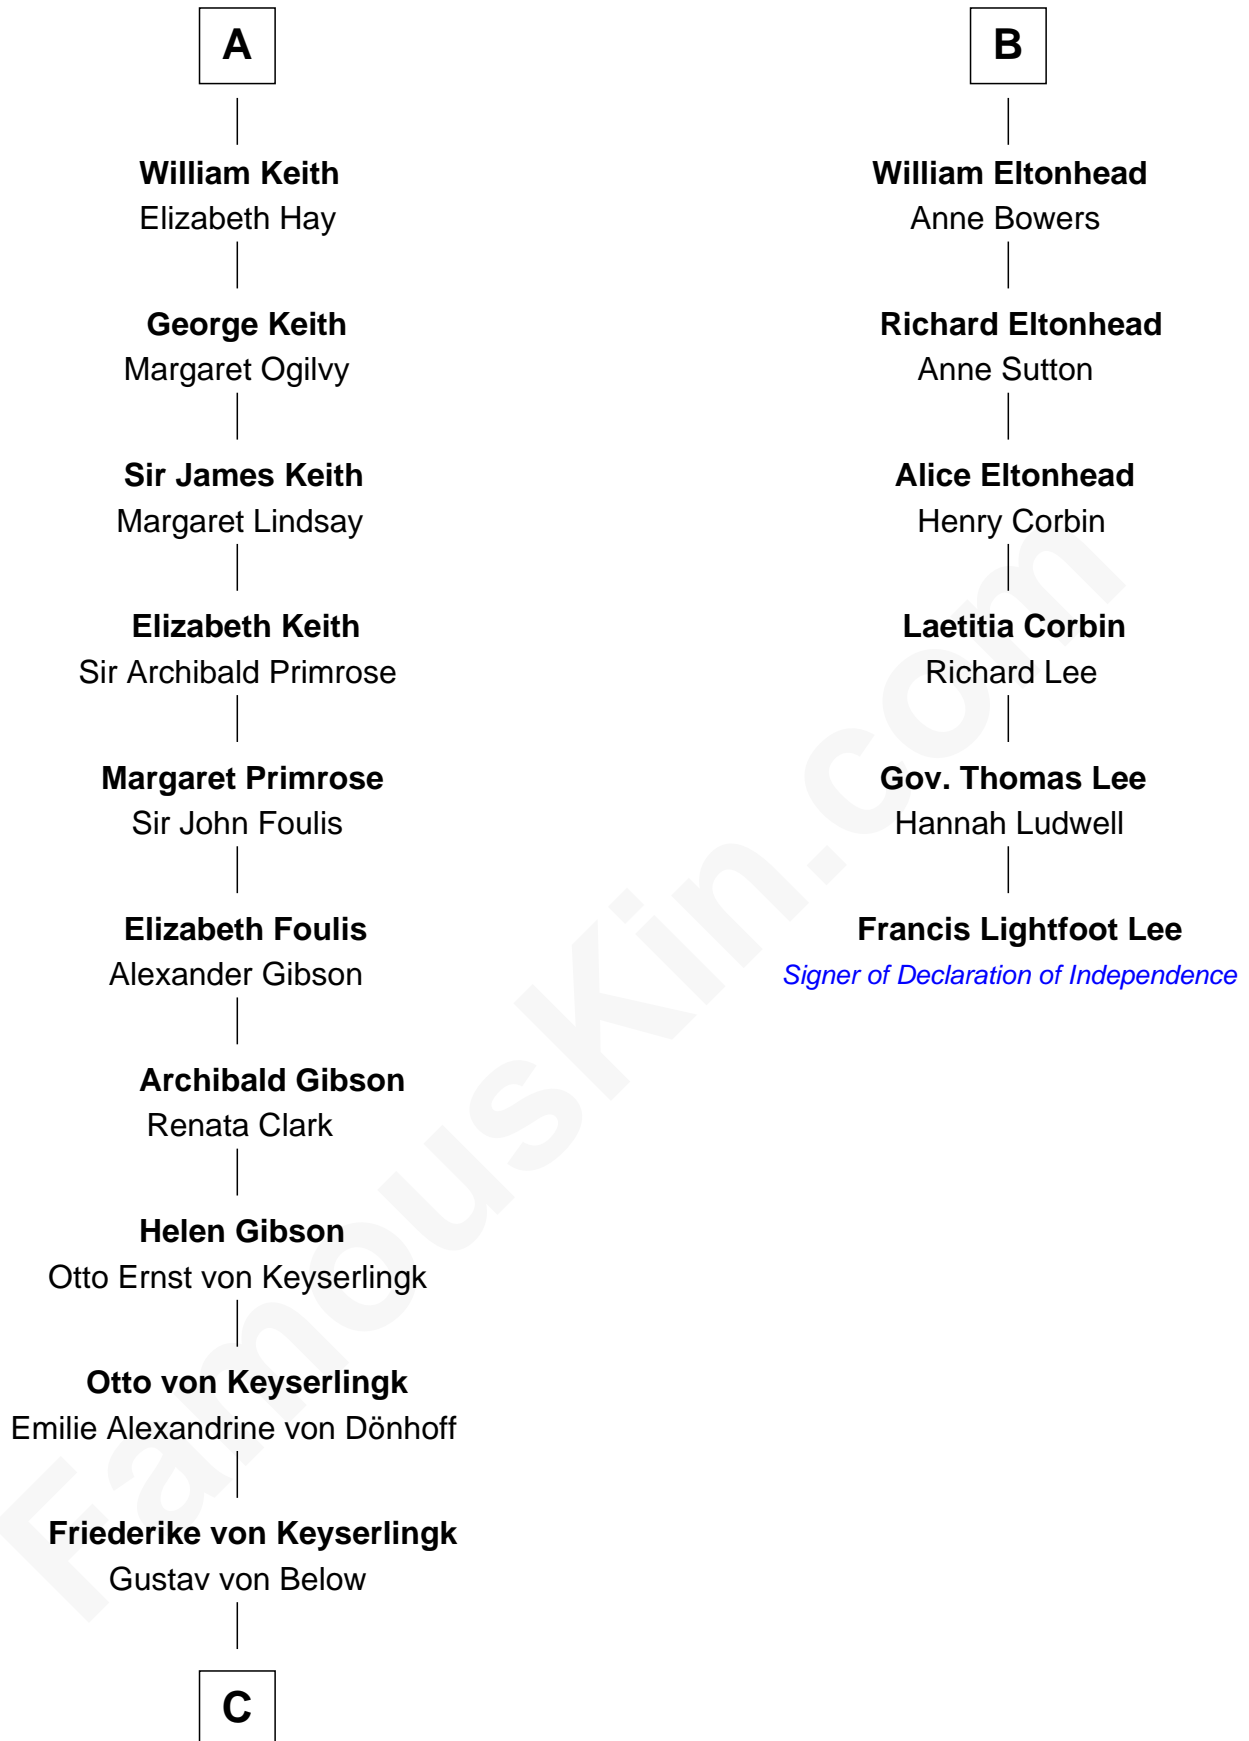 A
William Keith
Elizabeth Hay
George Keith
Margaret Ogilvy
Sir James Keith
Margaret Lindsay
Elizabeth Keith
Sir Archibald Primrose
Margaret Primrose
Sir John Foulis
Elizabeth Foulis
Alexander Gibson
Archibald Gibson
Renata Clark
Helen Gibson
Otto Ernst von Keyserlingk
Otto von Keyserlingk
Emilie Alexandrine von Dönhoff
Friederike von Keyserlingk
Gustav von Below
C
B
William Eltonhead
Anne Bowers
Richard Eltonhead
Anne Sutton
Alice Eltonhead
Henry Corbin
Laetitia Corbin
Richard Lee
Gov. Thomas Lee
Hannah Ludwell
Francis Lightfoot Lee
Signer of Declaration of Independence
FamousKin.com